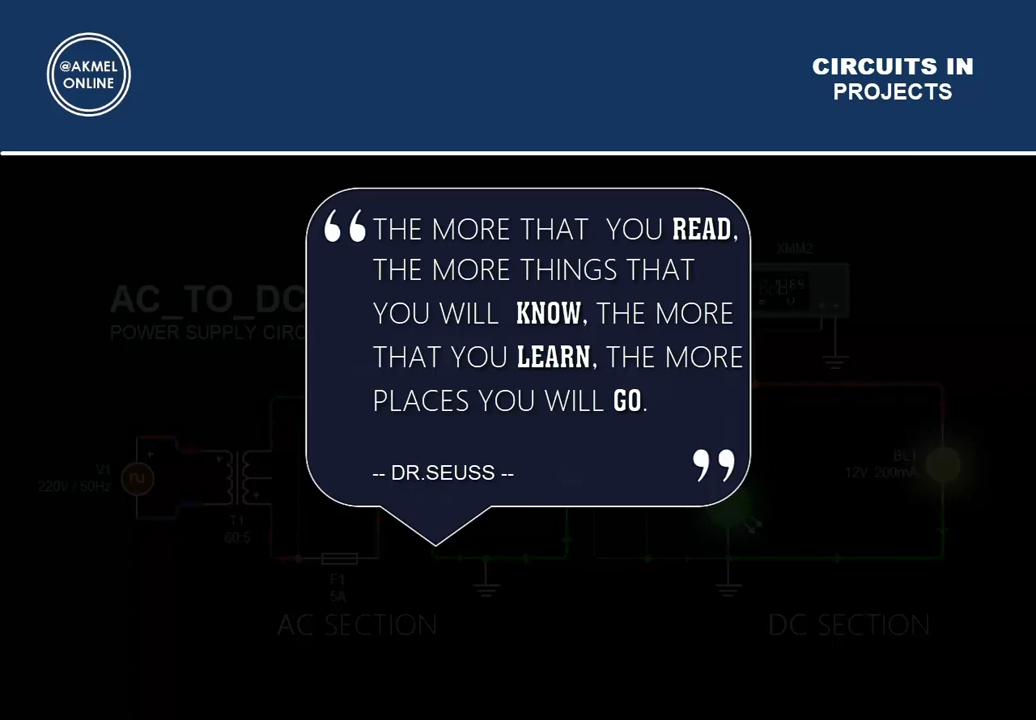 @AKMEL
ONLINE
CIRCUITS IN
PROJECTS
“ THE MORE THAT YOU READ,
THE MORE THINGS THAT
YOU WILL KNOW, THE MORE
THAT YOU LEARN, THE MORE
PLACES YOU WILL GO.
-- DR.SEUSS -- ”
XMM2
AC_TO_DC
POWER SUPPLY CIRC
V1
220V / 50Hz
T1
60:5
F1
5A
BL1
12V 200mA
AC SECTION
DC SECTION